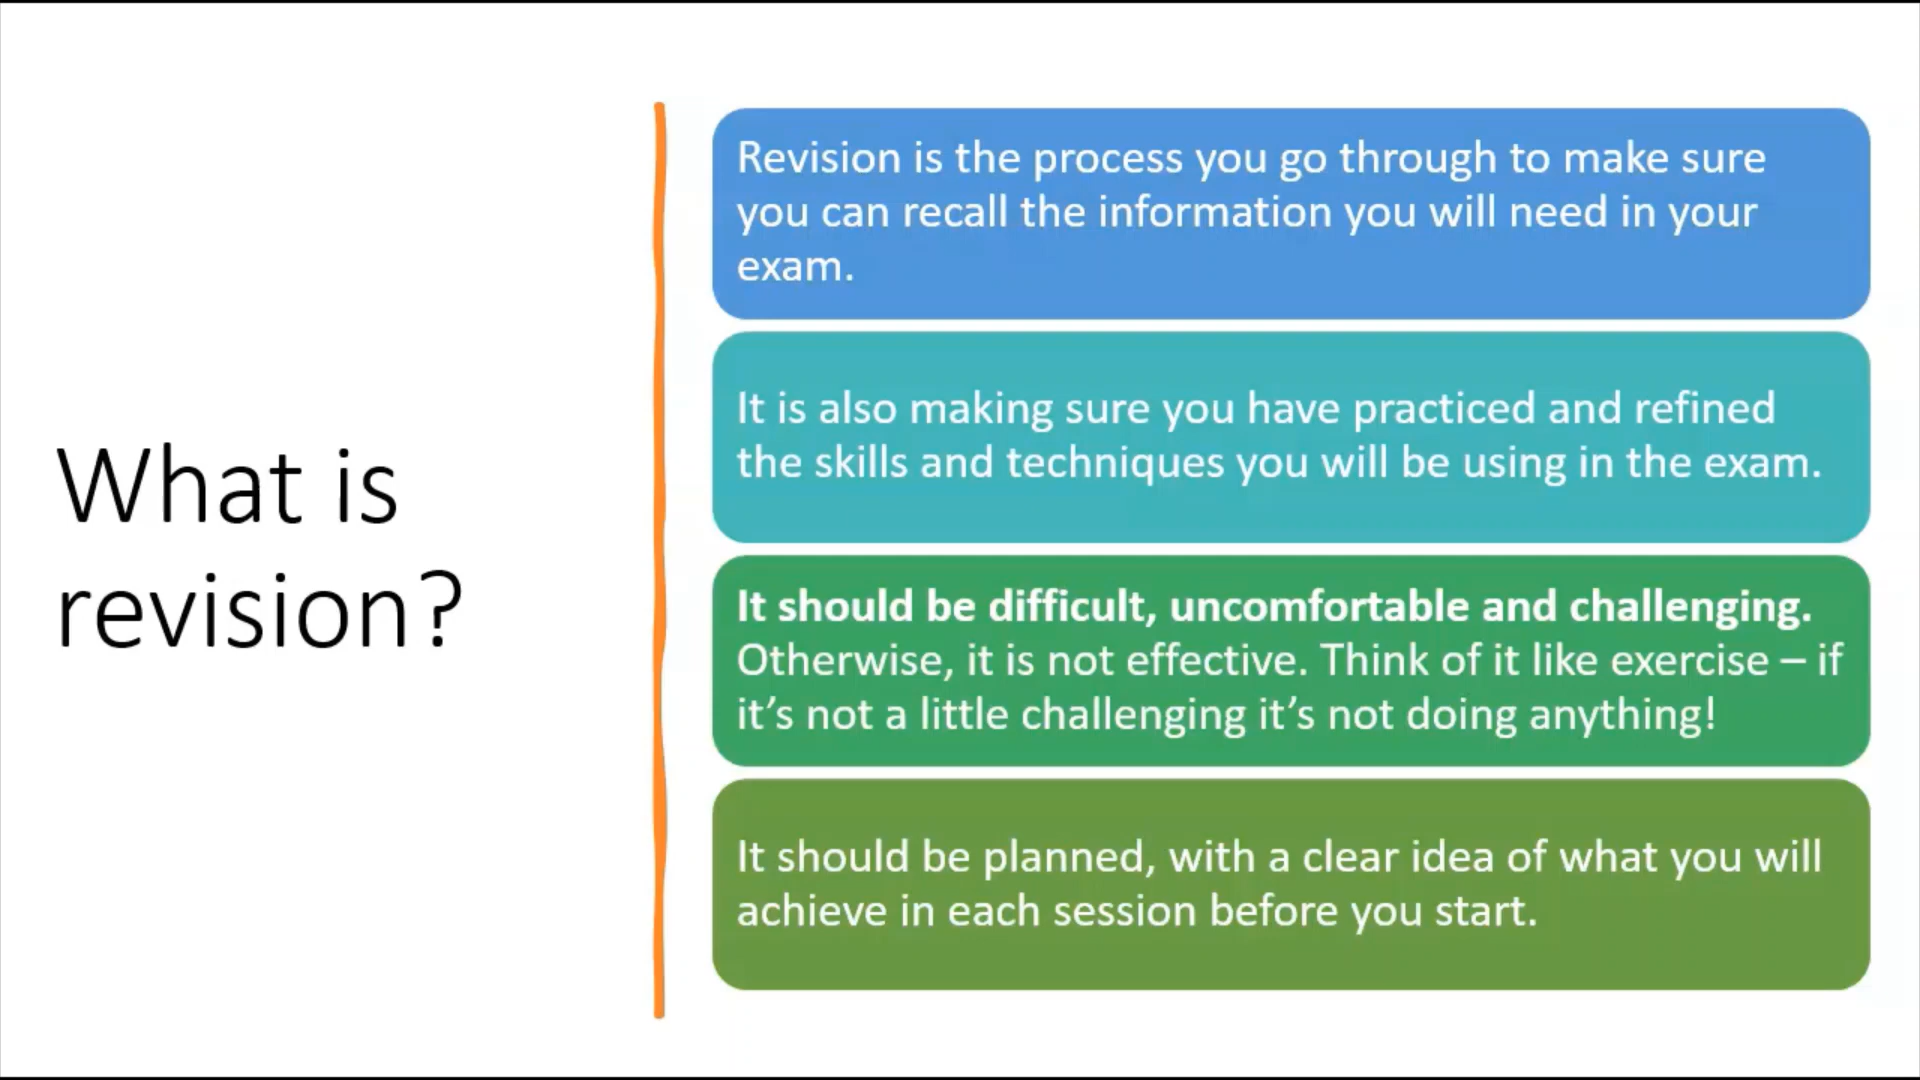 What is
revision?
Revision is the process you go through to make sure
you can recall the information you will need in your
exam.
It is also making sure you have practiced and refined
the skills and techniques you will be using in the exam.
It should be difficult, uncomfortable and challenging.
Otherwise, it is not effective. Think of it like exercise – if
it’s not a little challenging it’s not doing anything!
It should be planned, with a clear idea of what you will
achieve in each session before you start.